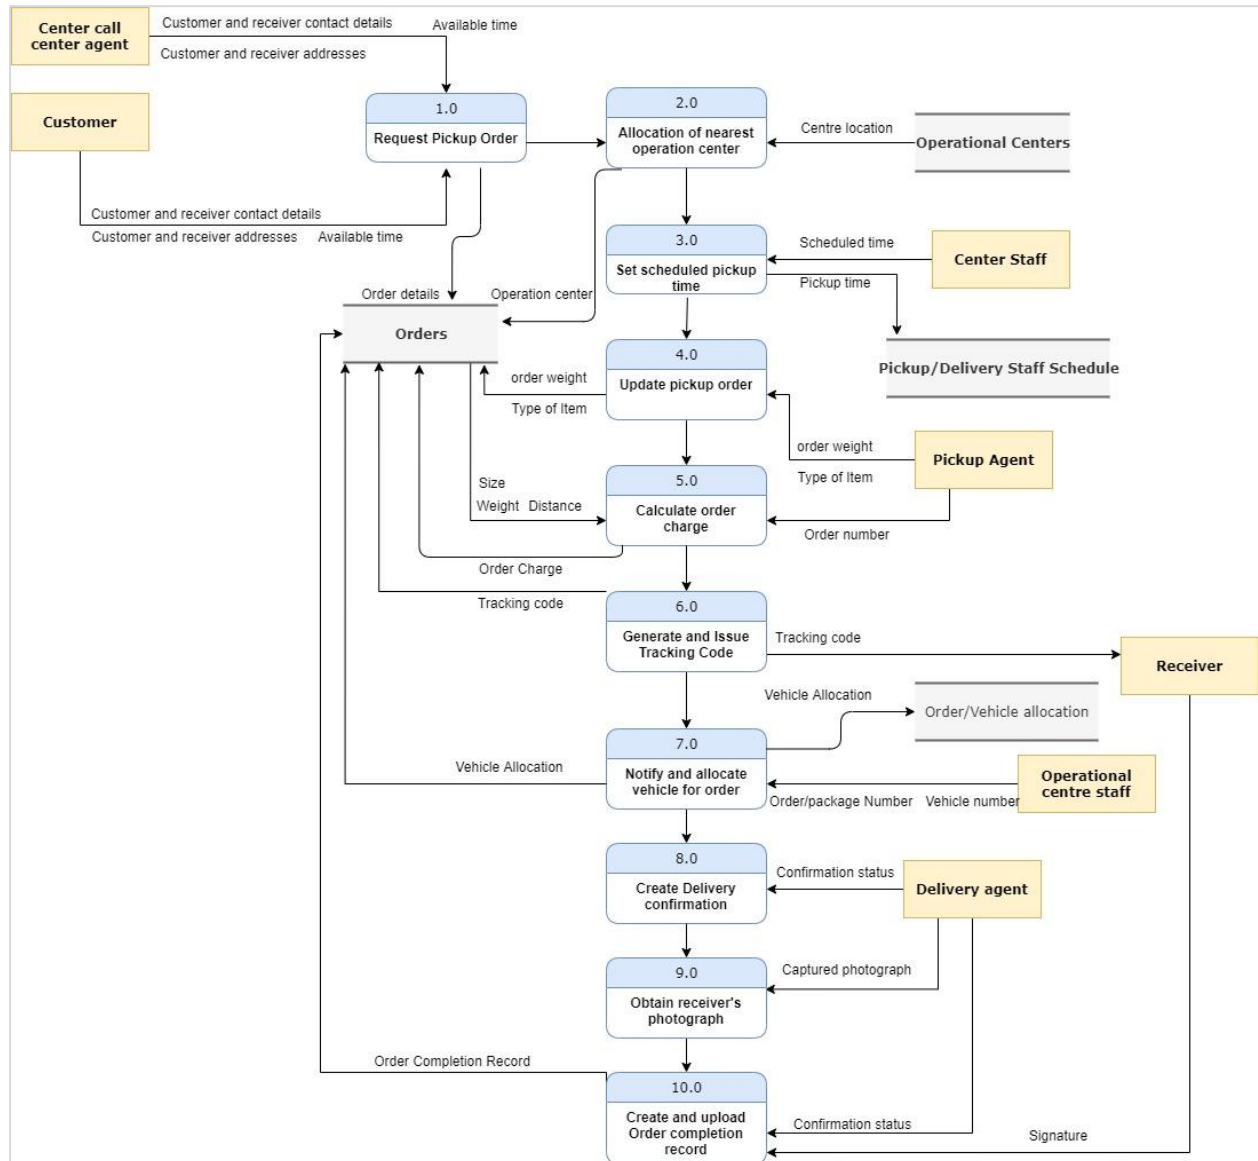 Center call
center agent
Customer and receiver contact details
Available time
Customer and receiver addresses
Customer
1.0
Request Pickup Order
2.0
Allocation of nearest
operation center
Centre location
Operational Centers
Customer and receiver contact details
Customer and receiver addresses
Available time
3.0
Set scheduled pickup
time
Scheduled time
Center Staff
Pickup time
Order details
Operation center
Orders
4.0
Update pickup order
Pickup/Delivery Staff Schedule
order weight
Type of Item
order weight
Type of Item
Pickup Agent
5.0
Calculate order
charge
Size
Weight
Distance
Order number
Order Charge
Tracking code
6.0
Generate and Issue
Tracking Code
Tracking code
Receiver
Vehicle Allocation
Order/Vehicle allocation
7.0
Notify and allocate
vehicle for order
Vehicle Allocation
Operational
centre staff
Order/package Number
Vehicle number
8.0
Create Delivery
confirmation
Confirmation status
Delivery agent
9.0
Obtain receiver's
photograph
Captured photograph
Order Completion Record
10.0
Create and upload
Order completion
record
Confirmation status
Signature